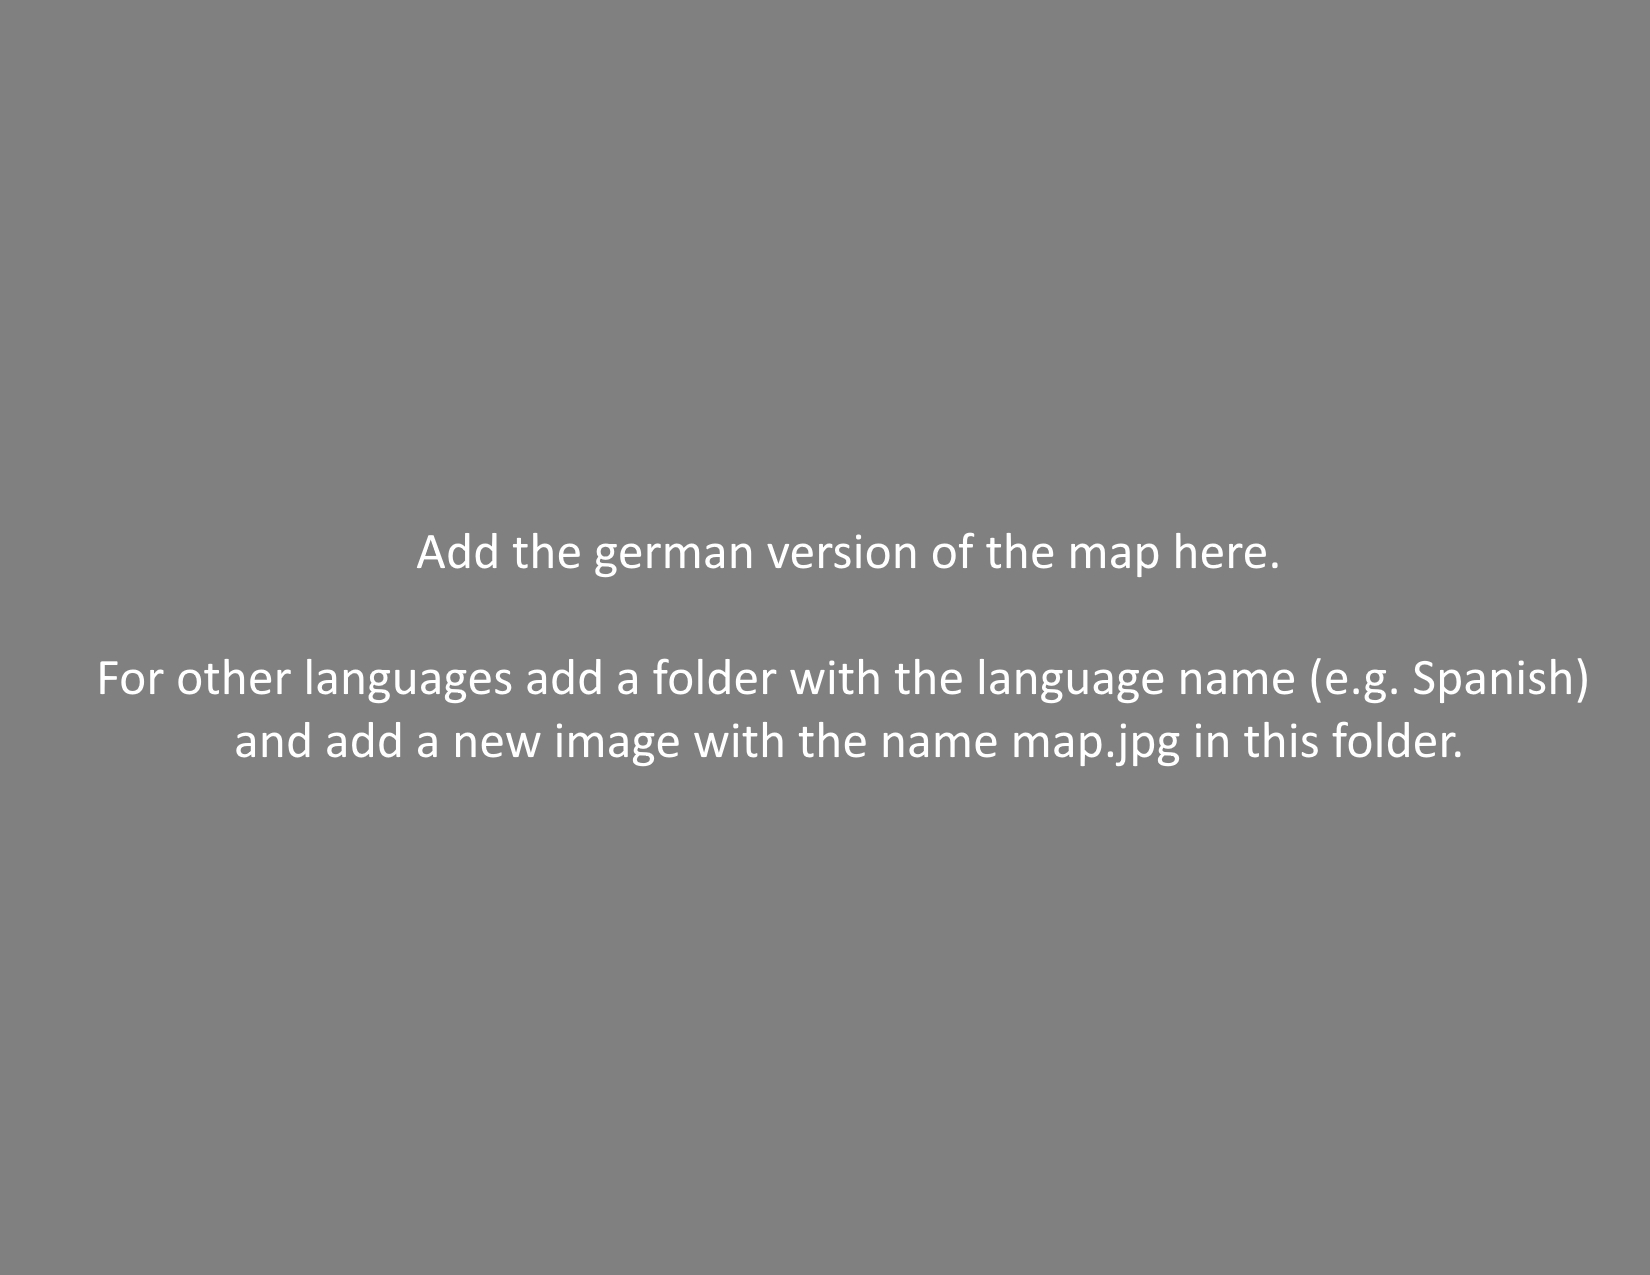 Add the german version of the map here.
For other languages add a folder with the language name (e.g. Spanish)
and add a new image with the name map.jpg in this folder.